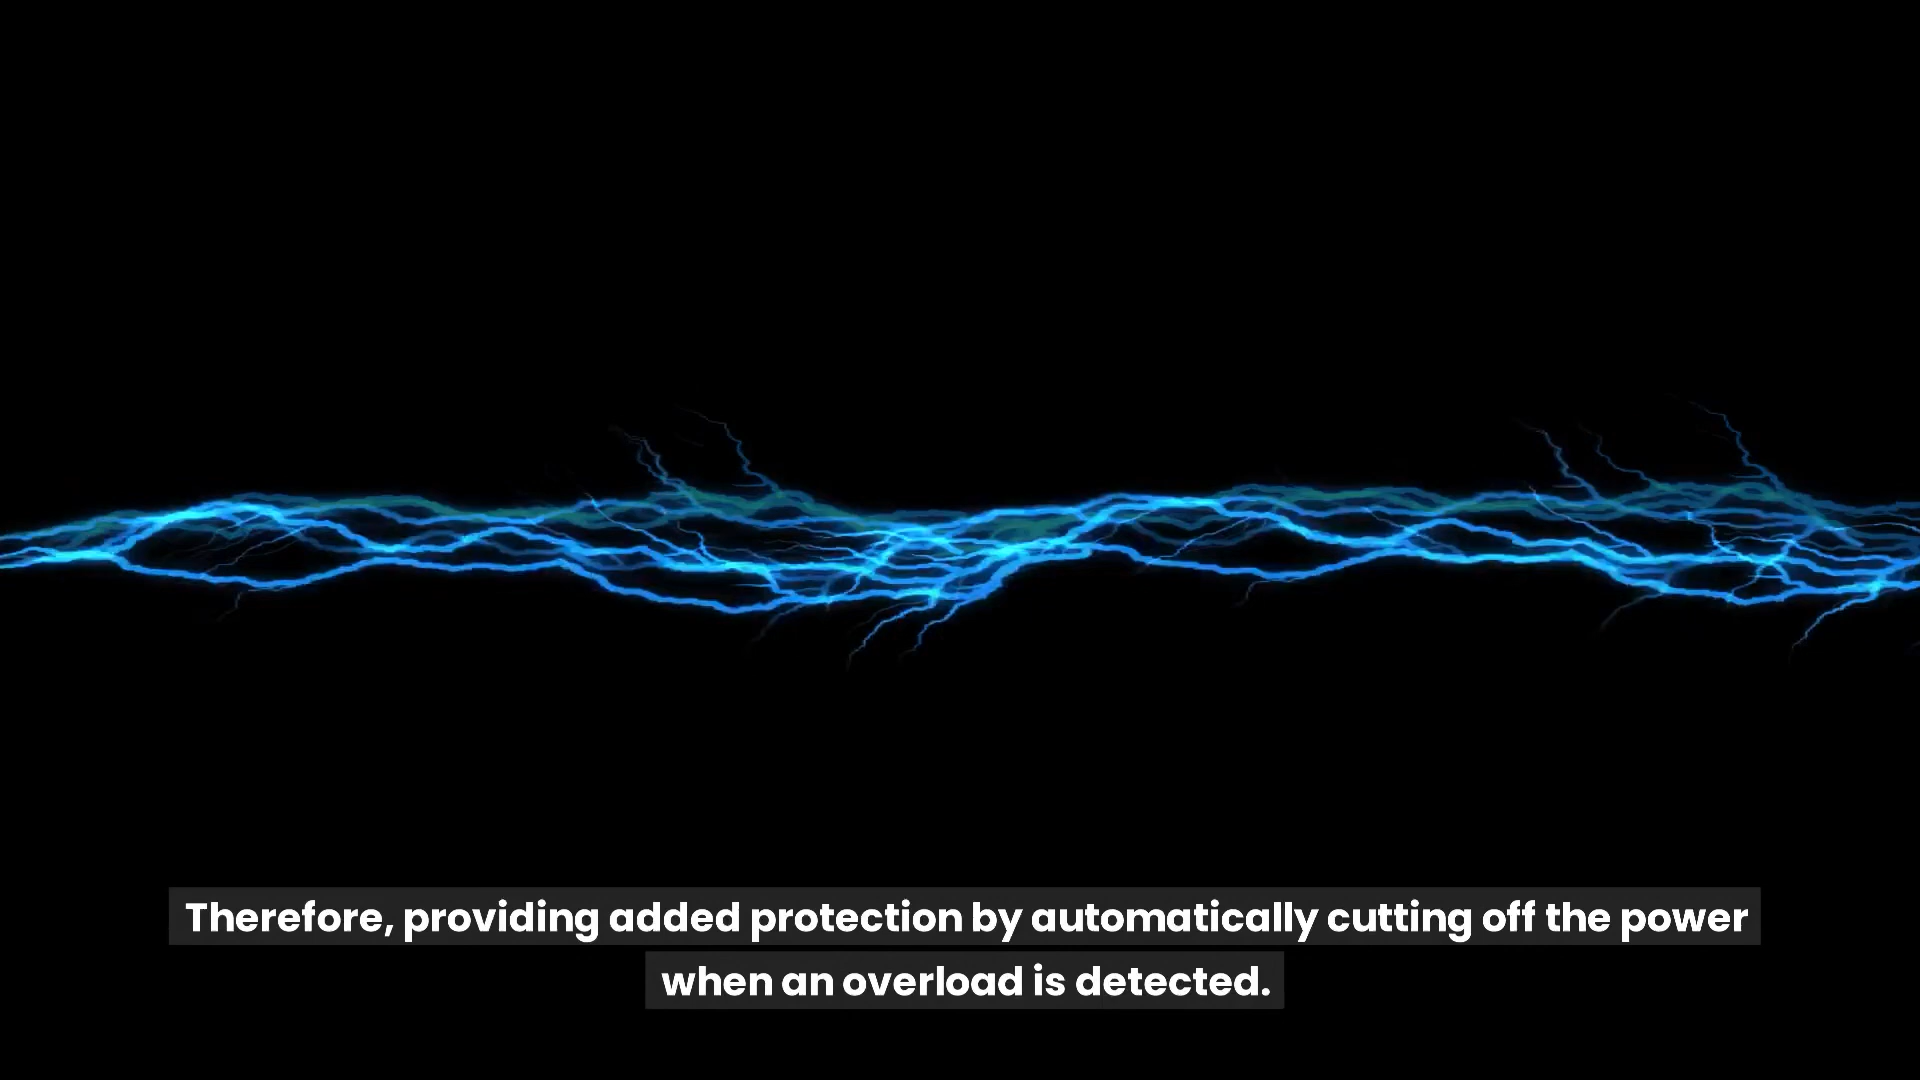 Therefore, providing added protection by automatically cutting off the power
when an overload is detected.